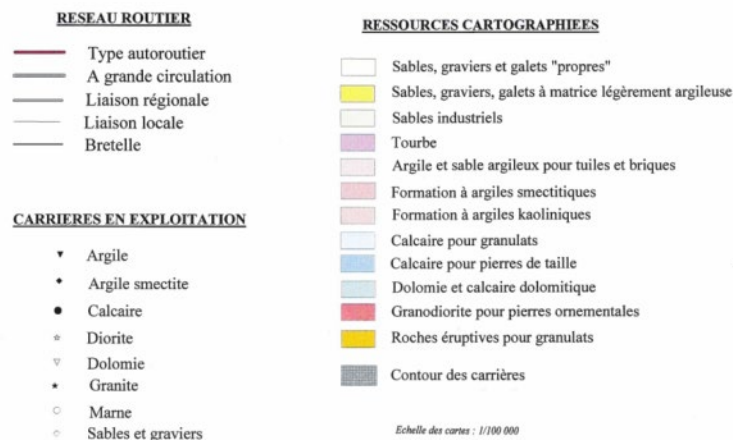 RESEAU ROUTIER
Type autoroutier
A grande circulation
Liaison régionale
Liaison locale
Bretelle
CARRIERES EN EXPLOITATION
Argile
Argile smectite
Calcaire
Diorite
Dolomie
Granite
Marne
Sables et graviers
RESSOURCES CARTOGRAPHIEES
Sables, graviers et galets "propres"
Sables, graviers, galets à matrice légèrement argileuse
Sables industriels
Tourbe
Argile et sable argileux pour tuiles et briques
Formation à argiles smectitiques
Formation à argiles kaoliniques
Calcaire pour granulats
Calcaire pour pierres de taille
Dolomie et calcaire dolomitique
Granodiorite pour pierres ornementales
Roches éruptives pour granulats
Contour des carrières
Echelle des cartes : 1/100 000